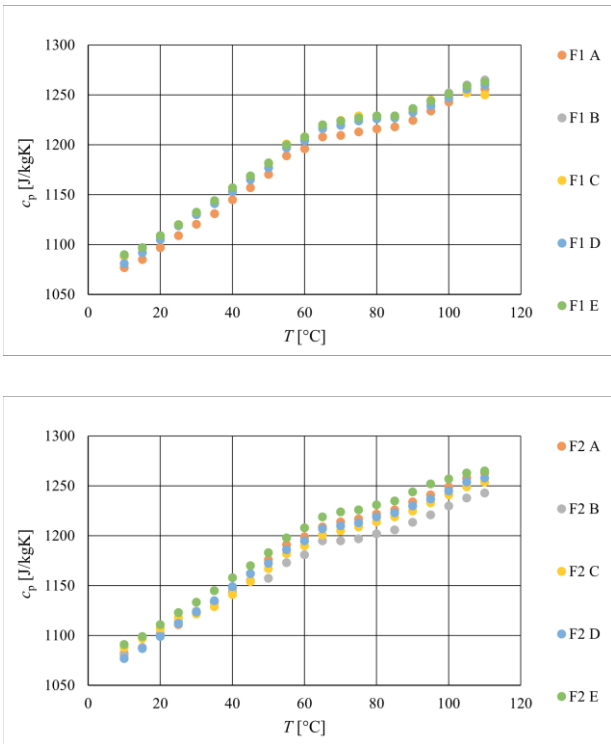 1300
1250
1200
1150
1100
1050
c_p [J/kgK]
0 20 40 60 80 100 120
T [°C]
F1 A
F1 B
F1 C
F1 D
F1 E
1300
1250
1200
1150
1100
1050
c_p [J/kgK]
0 20 40 60 80 100 120
T [°C]
F2 A
F2 B
F2 C
F2 D
F2 E